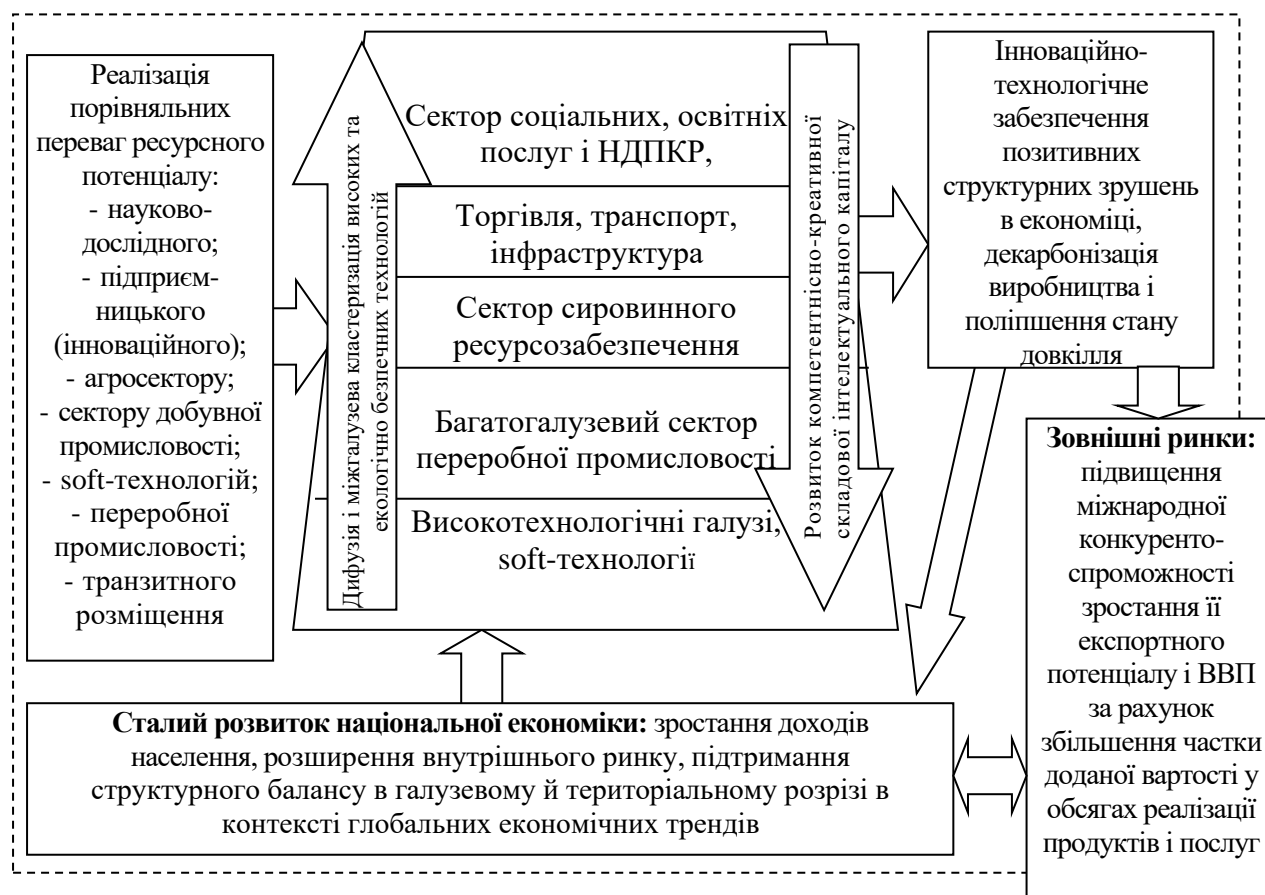 Реалізація
порівняльних
переваг ресурсного
потенціалу:
- науково-
дослідного;
- підприєм-
ницького
(інноваційного);
- агросектору;
- сектору добувної
промисловості;
- soft-технологій;
- переробної
промисловості;
- транзитного
розміщення
Дифузія і міжгалузева кластеризація високих та
екологічно безпечних технологій
Сектор соціальних, освітніх
послуг і НДПКР,
Торгівля, транспорт,
інфраструктура
Сектор сировинного
ресурсозабезпечення
Багатогалузевий сектор
переробної промисловості
Високотехнологічні галузі,
soft-технології
Розвиток компетентнісно-креативної
складової інтелектуального капіталу
Інноваційно-
технологічне
забезпечення
позитивних
структурних зрушень
в економіці,
декарбонізація
виробництва і
поліпшення стану
довкілля
Зовнішні ринки:
підвищення
міжнародної
конкуренто-
спроможності
зростання її
експортного
потенціалу і ВВП
за рахунок
збільшення частки
доданої вартості у
обсягах реалізації
продуктів і послуг
Сталий розвиток національної економіки: зростання доходів
населення, розширення внутрішнього ринку, підтримання
структурного балансу в галузевому й територіальному розрізі в
контексті глобальних економічних трендів